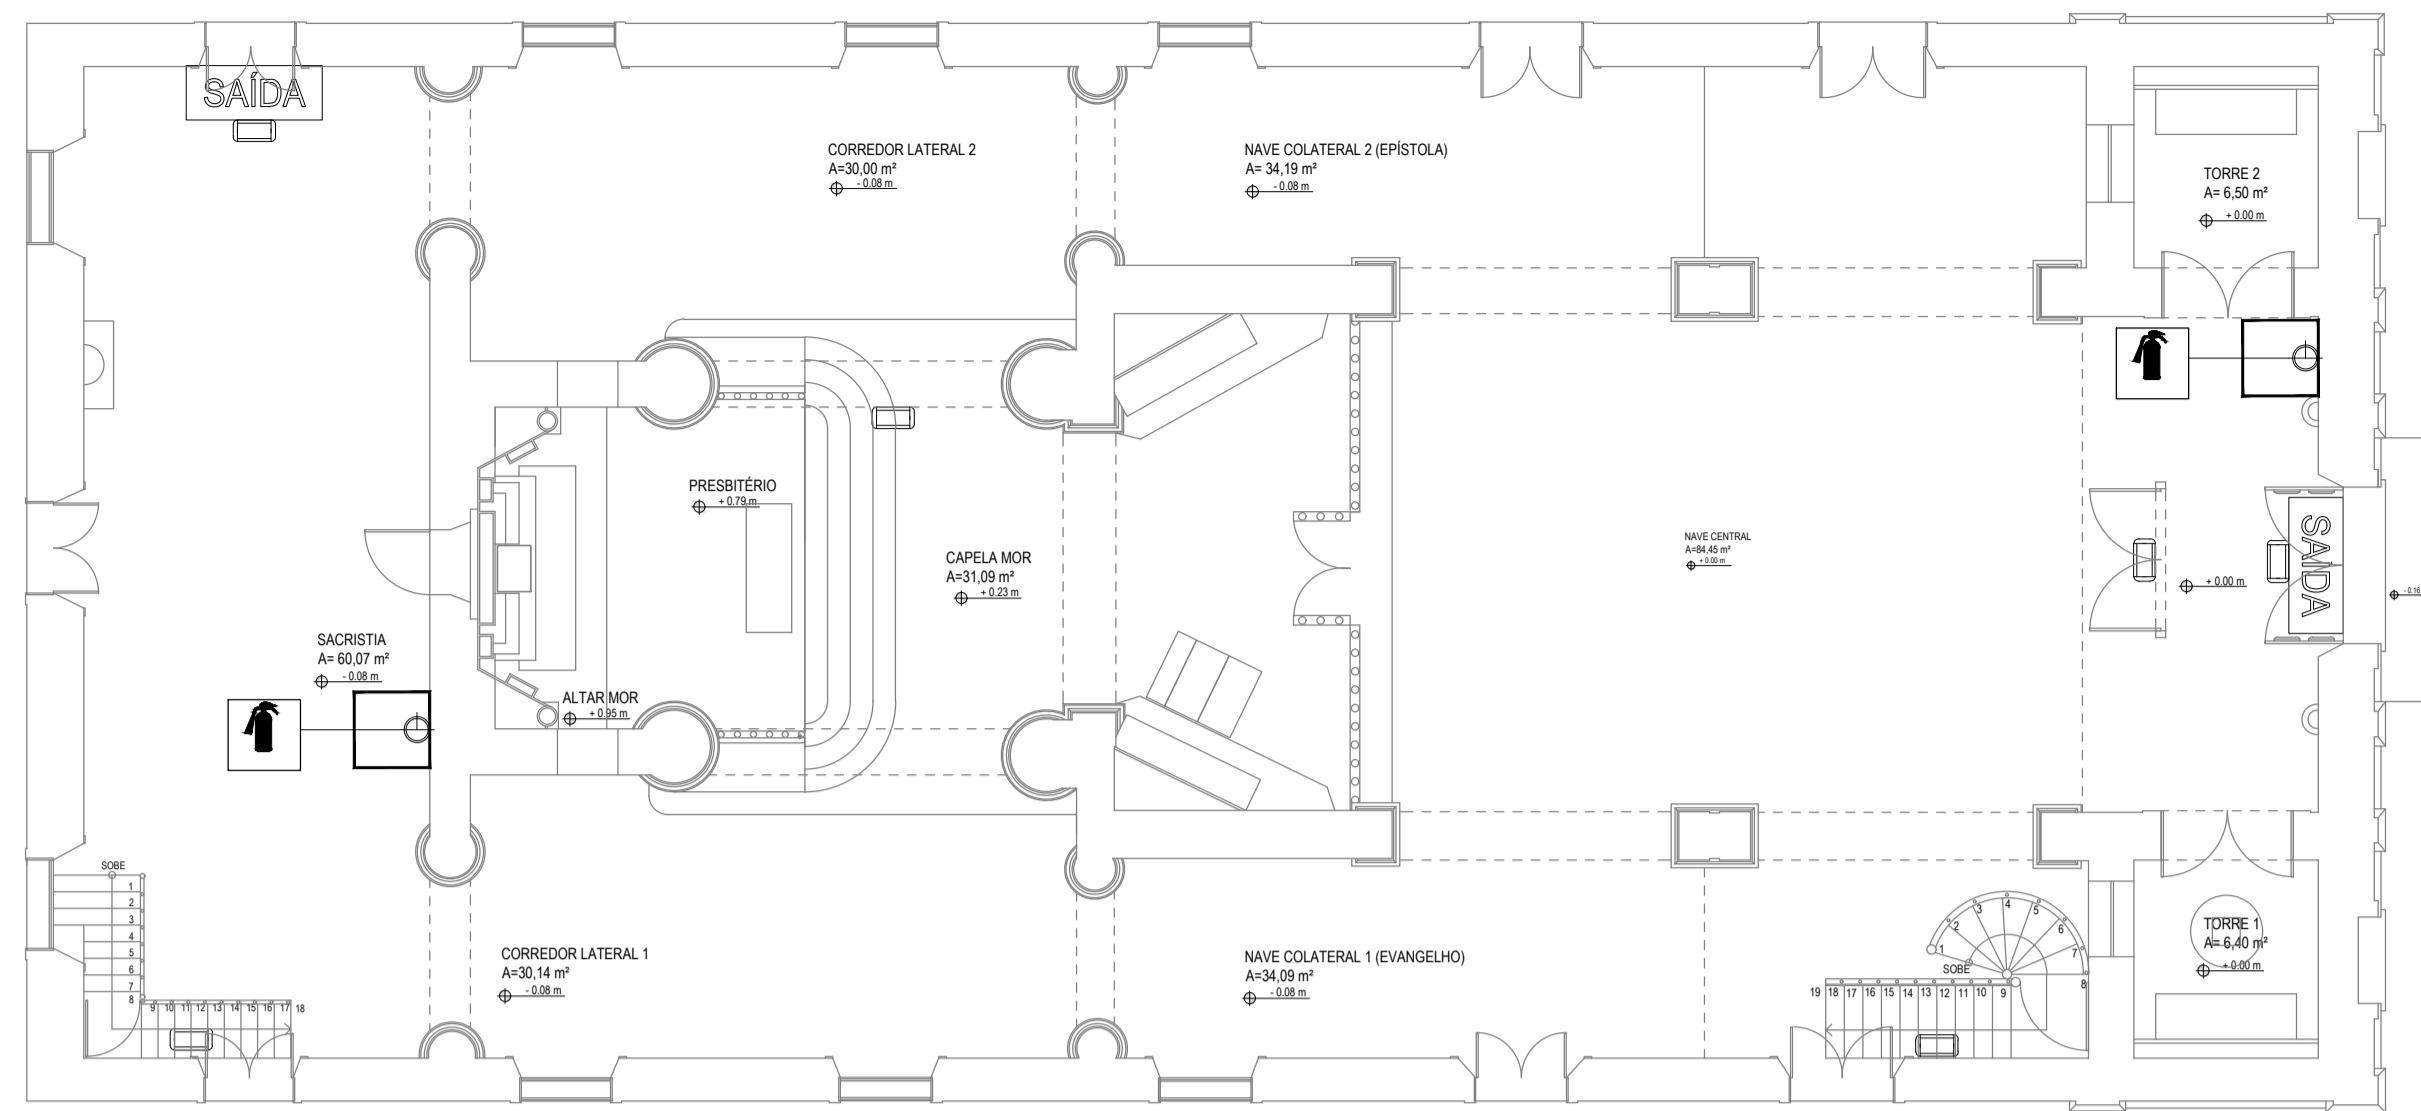 SAÍDA
CORREDOR LATERAL 2
A=30,00 m²
- 0.08 m
NAVE COLATERAL 2 (EPÍSTOLA)
A= 34,19 m²
- 0.08 m
TORRE 2
A= 6,50 m²
+ 0.00 m
PRESBITÉRIO
+ 0.79 m
CAPELA MOR
A=31,09 m²
+ 0.23 m
NAVE CENTRAL
A=84,45 m²
+ 0.00 m
+ 0.00 m
SAÍDA
- 0.16
SACRISTIA
A= 60,07 m²
- 0.08 m
ALTAR MOR
+ 0.95 m
SOBE
1
2
3
4
5
6
7
8
9 10 11 12 13 14 15 16 17 18
CORREDOR LATERAL 1
A=30,14 m²
- 0.08 m
NAVE COLATERAL 1 (EVANGELHO)
A=34,09 m²
- 0.08 m
1 2 3 4 5 6 7 8
SOBE
19 18 17 16 15 14 13 12 11 10 9
TORRE 1
A= 6,40 m²
+ 0.00 m